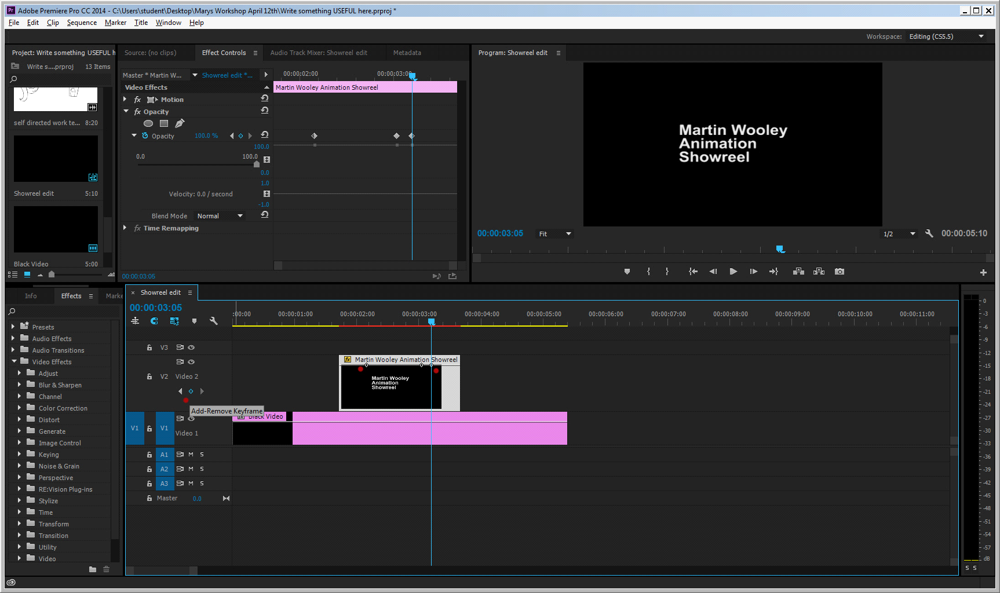 Adobe Premiere Pro CC 2014 - C:\Users\student\Desktop\Marys Workshop April 12th\Write something USEFUL here.prproj *
File Edit Clip Sequence Marker Title Window Help
Workspace: Editing (CS5.5)
Project: Write something USEFUL h
Write s....prproj 13 Items
self directed work te... 8:20
Showreel edit 5:10
Black Video 5:00
Source: (no clips) Effect Controls Audio Track Mixer: Showreel edit Metadata
Master * Martin W... Showreel edit *... 00:00:02:00 00:00:03:00
Video Effects Martin Wooley Animation Showreel
fx Motion
fx Opacity
Opacity 100.0 %
100.0
0.0 100.0
0.0
1.0
Velocity: 0.0 / second
-1.0
Blend Mode Normal
fx Time Remapping
00:00:03:05
Program: Showreel edit
Martin Wooley
Animation
Showreel
00:00:03:05 Fit 1/2 00:00:05:10
Info Effects Marke
Presets
Audio Effects
Audio Transitions
Video Effects
Adjust
Blur & Sharpen
Channel
Color Correction
Distort
Generate
Image Control
Keying
Noise & Grain
Perspective
RE:Vision Plug-ins
Stylize
Time
Transform
Transition
Utility
Video
× Showreel edit
00:00:03:05
:00:00 00:00:01:00 00:00:02:00 00:00:03:00 00:00:04:00 00:00:05:00 00:00:06:00 00:00:07:00 00:00:08:00 00:00:09:00 00:00:10:00 00:00:11:00
V3
fx Martin Wooley Animation Showreel
V2 Video 2
Martin Wooley
Animation
Showreel
Add-Remove Keyframe
fx Black Video
V1 V1 Video 1
A1 M S
A2 M S
A3 M S
Master 0.0
0
-3
-6
-9
-12
-15
-18
-21
-24
-27
-30
-33
-36
-39
-42
-45
-48
-51
-54
-57
dB
S S